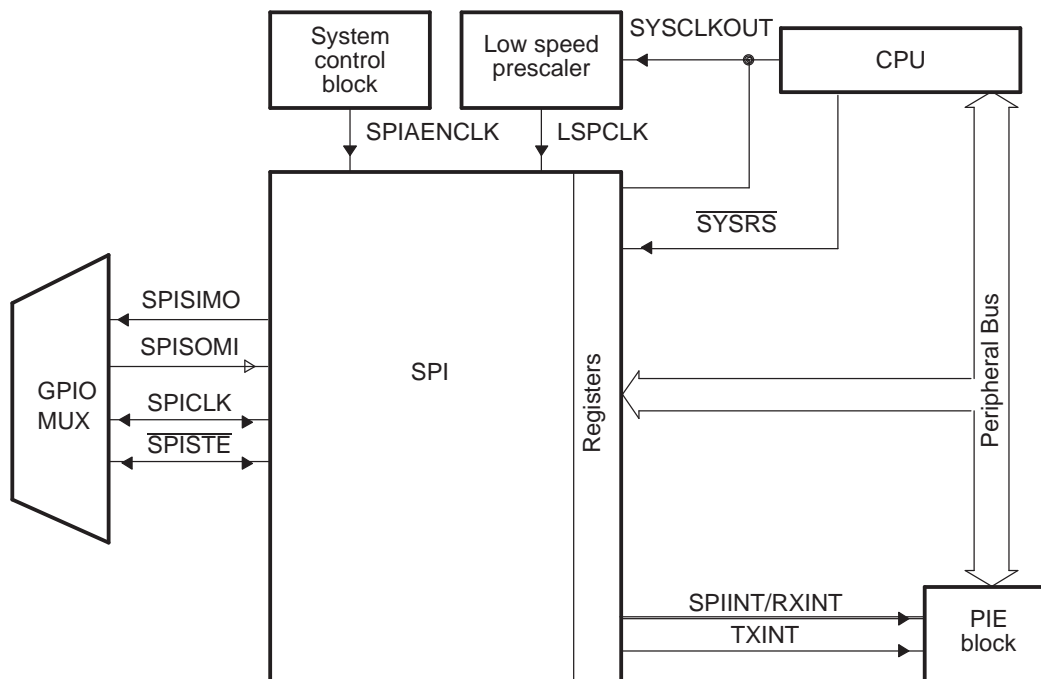 System
control
block
Low speed
prescaler
SYSCLKOUT
CPU
SPIAENCLK
LSPCLK
SYSRS
SPISIMO
SPISOMI
GPIO
MUX
SPICLK
SPISTE
SPI
Registers
Peripheral Bus
SPIINT/RXINT
TXINT
PIE
block